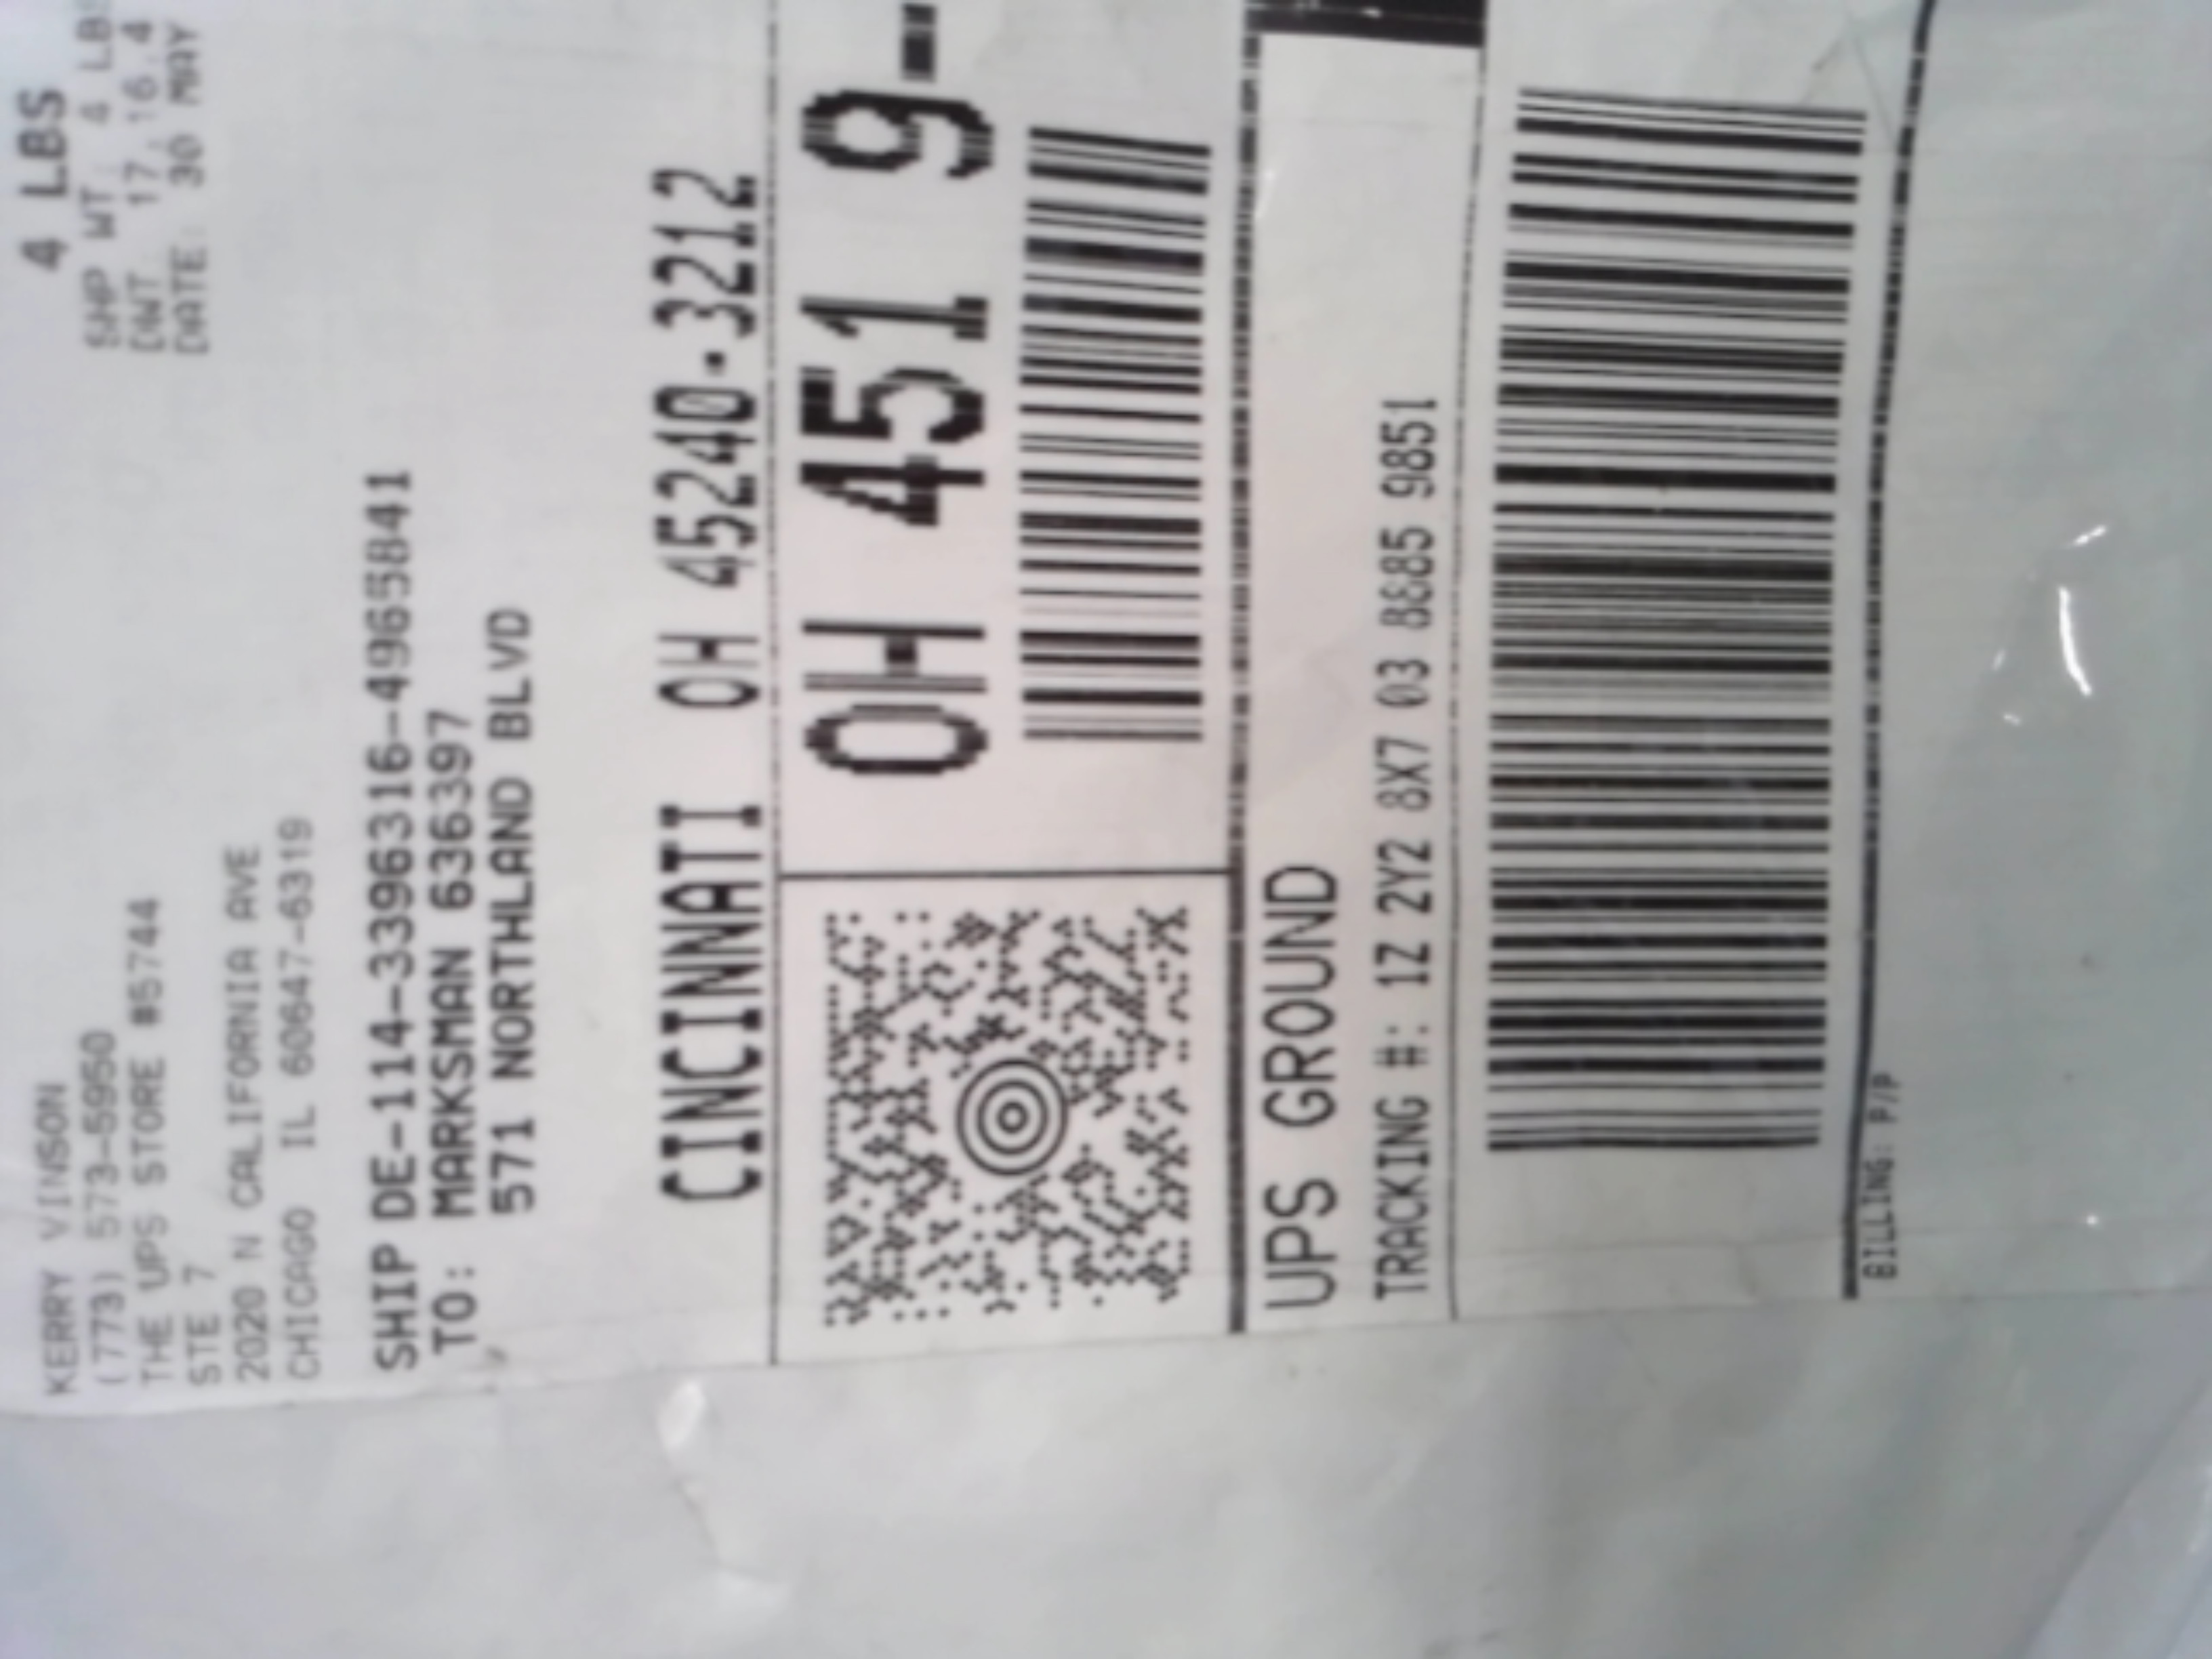 KERRY VINSON
(773) 573-5950
THE UPS STORE #5744
STE 7
2020 N CALIFORNIA AVE
CHICAGO IL 60647-6319
4 LBS
SHP WT: 4 LBS
DWT: 17,16,4
DATE: 30 MAY
SHIP DE-114-3396316-4965841
TO: MARKSMAN 636397
571 NORTHLAND BLVD
CINCINNATI OH 45240-3212
OH 451 9-
UPS GROUND
TRACKING #: 1Z 2Y2 8X7 03 8885 9851
BILLING: P/P